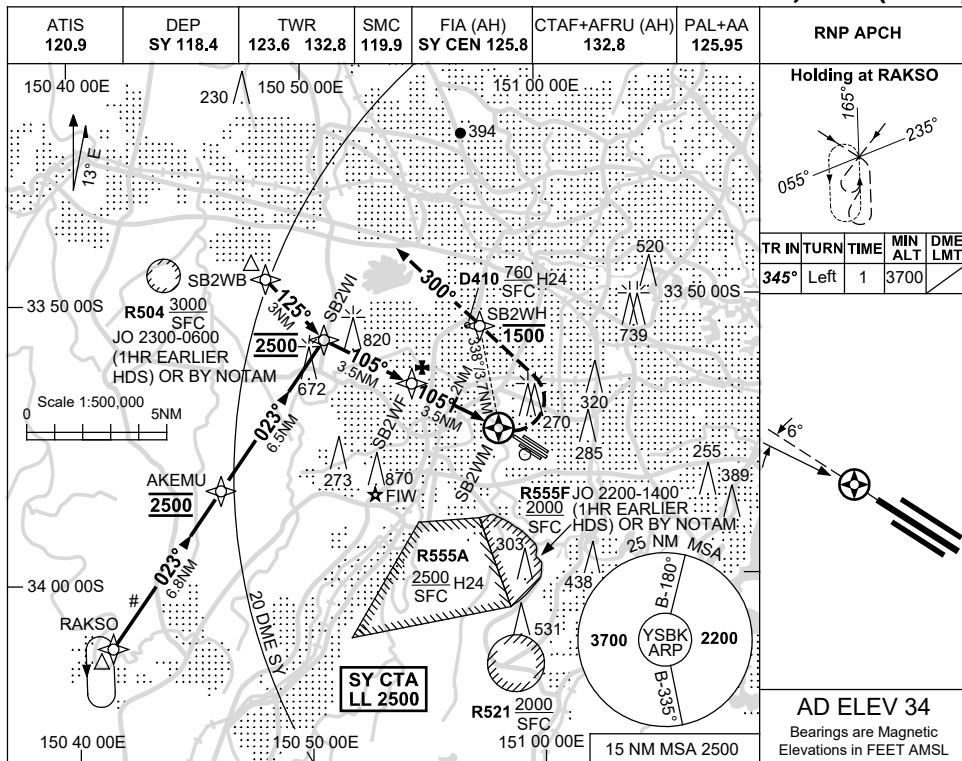 ATIS
120.9
DEP
SY 118.4
TWR
123.6 132.8
SMC
119.9
FIA (AH)
SY CEN 125.8
CTAF+AFRU (AH)
132.8
PAL+AA
125.95
RNP APCH
150 40 00E
150 50 00E
151 00 00E
230
394
13° E
Holding at RAKSO
165°
235°
055°
TR IN
TURN
TIME
MIN ALT
DME LMT
345°
Left
1
3700
520
SB2WB
SB2WI
300°
D410 760 H24
SFC
33 50 00S
33 50 00S
R504 3000
SFC
JO 2300-0600
(1HR EARLIER
HDS) OR BY NOTAM
125°
3NM
2500
SB2WH
1500
739
820
672
105°
3.5NM
338°/3.7NM
2NM
105°
3.5NM
Scale 1:500,000
0
5NM
023°
6.5NM
SB2WF
SB2WM
270
320
285
273
870
FIW
255
389
6°
AKEMU
2500
R555F JO 2200-1400
2000 (1HR EARLIER
SFC HDS) OR BY NOTAM
303
R555A
2500 H24
SFC
438
25 NM MSA
34 00 00S
023°
6.8NM
#
RAKSO
20 DME SY
531
B-180°
3700
YSBK
ARP
2200
B-335°
SY CTA
LL 2500
R521 2000
SFC
AD ELEV 34
Bearings are Magnetic
Elevations in FEET AMSL
150 40 00E
150 50 00E
151 00 00E
15 NM MSA 2500